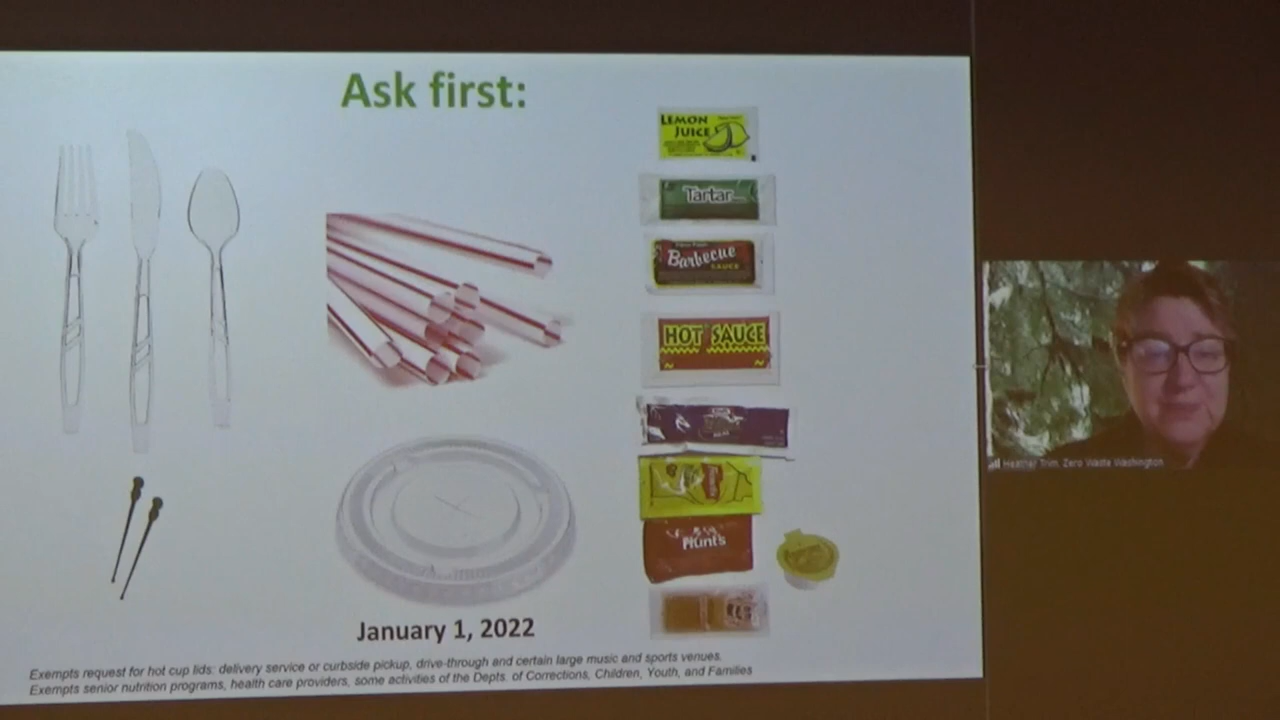 Ask first:
LEMON
JUICE
Tartar
Barbecue
SAUCE
HOT SAUCE
Hunt's
January 1, 2022
Exempts request for hot cup lids: delivery service or curbside pickup, drive-through and certain large music and sports venues.
Exempts senior nutrition programs, health care providers, some activities of the Depts. of Corrections, Children, Youth, and Families
Heather Trim, Zero Waste Washington